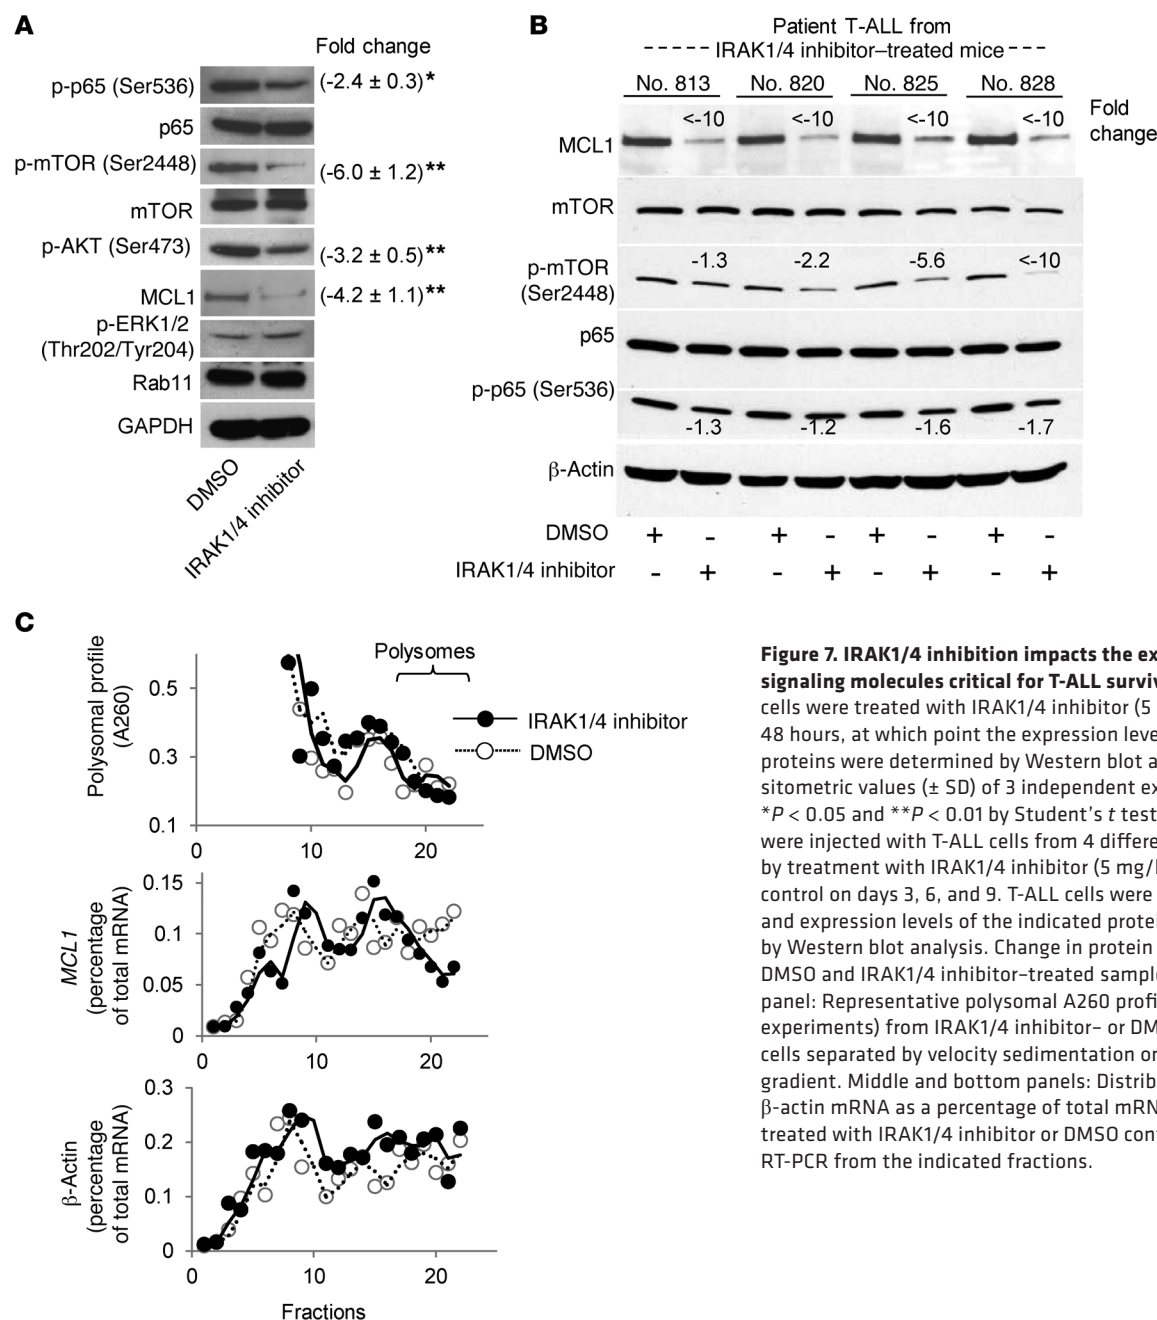 A
Fold change
p-p65 (Ser536)
(-2.4 ± 0.3)*
p65
p-mTOR (Ser2448)
(-6.0 ± 1.2)**
mTOR
p-AKT (Ser473)
(-3.2 ± 0.5)**
MCL1
(-4.2 ± 1.1)**
p-ERK1/2
(Thr202/Tyr204)
Rab11
GAPDH
DMSO
IRAK1/4 inhibitor
B
Patient T-ALL from
IRAK1/4 inhibitor–treated mice
No. 813 No. 820 No. 825 No. 828
Fold
change
<-10 <-10 <-10 <-10
MCL1
mTOR
p-mTOR
(Ser2448)
-1.3 -2.2 -5.6 <-10
p65
p-p65 (Ser536)
-1.3 -1.2 -1.6 -1.7
β-Actin
DMSO + - + - + - + -
IRAK1/4 inhibitor - + - + - + - +
C
Polysomal profile
(A260)
0.5
0.3
0.1
0 10 20
Polysomes
IRAK1/4 inhibitor
DMSO
MCL1
(percentage
of total mRNA)
0.15
0.1
0.05
0
0 10 20
β-Actin
(percentage
of total mRNA)
0.3
0.2
0.1
0
0 10 20
Fractions
Figure 7. IRAK1/4 inhibition impacts the ex
signaling molecules critical for T-ALL surviv
cells were treated with IRAK1/4 inhibitor (5
48 hours, at which point the expression leve
proteins were determined by Western blot a
sitometric values (± SD) of 3 independent ex
*P < 0.05 and **P < 0.01 by Student's t test
were injected with T-ALL cells from 4 differe
by treatment with IRAK1/4 inhibitor (5 mg/
control on days 3, 6, and 9. T-ALL cells were
and expression levels of the indicated protei
by Western blot analysis. Change in protein
DMSO and IRAK1/4 inhibitor–treated sample
panel: Representative polysomal A260 profi
experiments) from IRAK1/4 inhibitor– or DM
cells separated by velocity sedimentation or
gradient. Middle and bottom panels: Distrib
β-actin mRNA as a percentage of total mRN
treated with IRAK1/4 inhibitor or DMSO cont
RT-PCR from the indicated fractions.